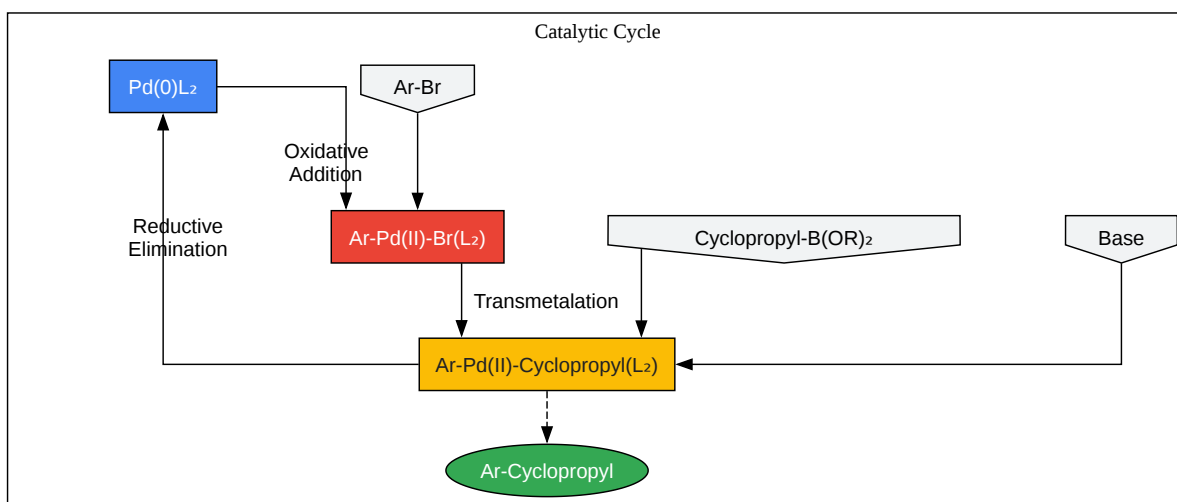 Catalytic Cycle
Pd(0)L₂
Ar-Br
Oxidative
Addition
Reductive
Elimination
Ar-Pd(II)-Br(L₂)
Cyclopropyl-B(OR)₂
Base
Transmetalation
Ar-Pd(II)-Cyclopropyl(L₂)
Ar-Cyclopropyl